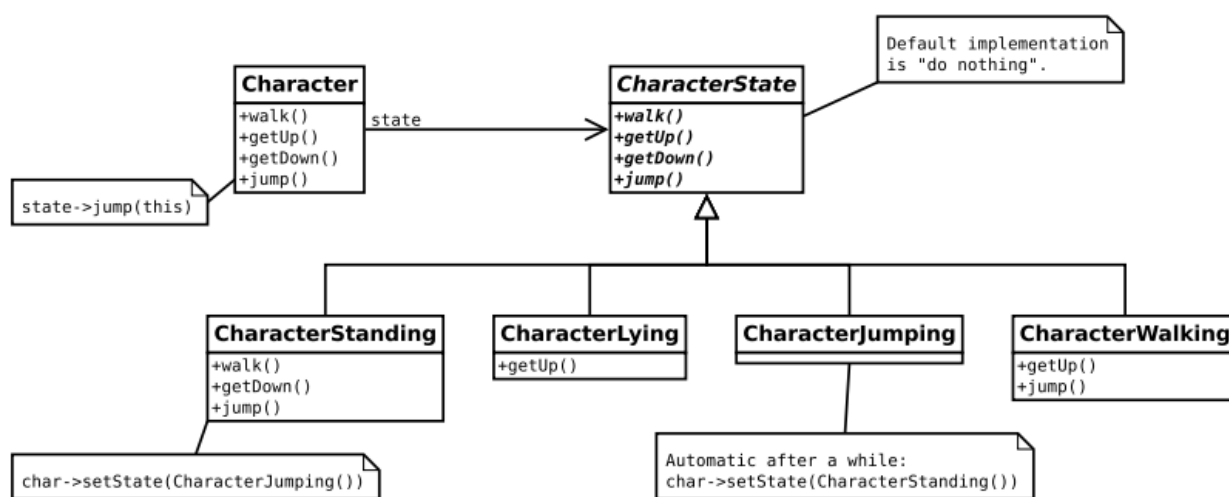 Default implementation
is "do nothing".
Character
+walk()
+getUp()
+getDown()
+jump()
state
CharacterState
+walk()
+getUp()
+getDown()
+jump()
state->jump(this)
CharacterStanding
+walk()
+getDown()
+jump()
CharacterLying
+getUp()
CharacterJumping
CharacterWalking
+getUp()
+jump()
char->setState(CharacterJumping())
Automatic after a while:
char->setState(CharacterStanding())